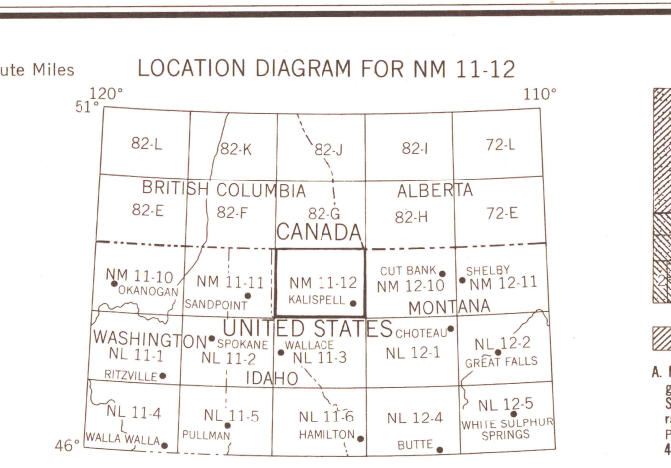 ute Miles
LOCATION DIAGRAM FOR NM 11-12
120°
110°
51°
82-L
82-K
82-J
82-I
72-L
BRITISH COLUMBIA
ALBERTA
82-E
82-F
82-G
82-H
72-E
CANADA
NM 11-10
OKANOGAN
NM 11-11
SANDPOINT
NM 11-12
KALISPELL
CUT BANK
NM 12-10
SHELBY
NM 12-11
MONTANA
UNITED STATES
WASHINGTON
NL 11-1
RITZVILLE
SPOKANE
NL 11-2
WALLACE
NL 11-3
CHOTEAU
NL 12-1
NL 12-2
GREAT FALLS
IDAHO
NL 11-4
WALLA WALLA
NL 11-5
PULLMAN
NL 11-6
HAMILTON
NL 12-4
BUTTE
NL 12-5
WHITE SULPHUR
SPRINGS
46°